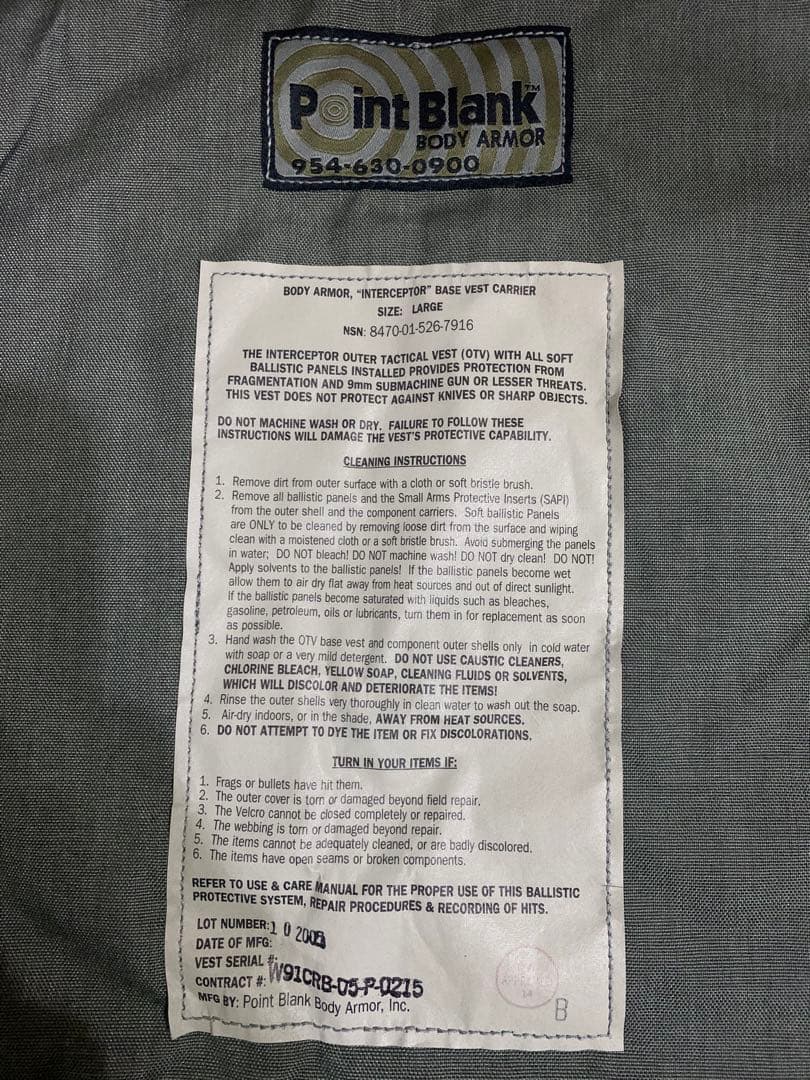 Point Blank™
BODY ARMOR
954-630-0900
BODY ARMOR, “INTERCEPTOR” BASE VEST CARRIER
SIZE: LARGE
NSN: 8470-01-526-7916
THE INTERCEPTOR OUTER TACTICAL VEST (OTV) WITH ALL SOFT
BALLISTIC PANELS INSTALLED PROVIDES PROTECTION FROM
FRAGMENTATION AND 9mm SUBMACHINE GUN OR LESSER THREATS.
THIS VEST DOES NOT PROTECT AGAINST KNIVES OR SHARP OBJECTS.
DO NOT MACHINE WASH OR DRY. FAILURE TO FOLLOW THESE
INSTRUCTIONS WILL DAMAGE THE VEST'S PROTECTIVE CAPABILITY.
CLEANING INSTRUCTIONS
1. Remove dirt from outer surface with a cloth or soft bristle brush.
2. Remove all ballistic panels and the Small Arms Protective Inserts (SAPI)
from the outer shell and the component carriers. Soft ballistic Panels
are ONLY to be cleaned by removing loose dirt from the surface and wiping
clean with a moistened cloth or a soft bristle brush. Avoid submerging the panels
in water; DO NOT bleach! DO NOT machine wash! DO NOT dry clean! DO NOT!
Apply solvents to the ballistic panels! If the ballistic panels become wet
allow them to air dry flat away from heat sources and out of direct sunlight.
If the ballistic panels become saturated with liquids such as bleaches,
gasoline, petroleum, oils or lubricants, turn them in for replacement as soon
as possible.
3. Hand wash the OTV base vest and component outer shells only in cold water
with soap or a very mild detergent. DO NOT USE CAUSTIC CLEANERS,
CHLORINE BLEACH, YELLOW SOAP, CLEANING FLUIDS OR SOLVENTS,
WHICH WILL DISCOLOR AND DETERIORATE THE ITEMS!
4. Rinse the outer shells very thoroughly in clean water to wash out the soap.
5. Air-dry indoors, or in the shade, AWAY FROM HEAT SOURCES.
6. DO NOT ATTEMPT TO DYE THE ITEM OR FIX DISCOLORATIONS.
TURN IN YOUR ITEMS IF:
1. Frags or bullets have hit them.
2. The outer cover is torn or damaged beyond field repair.
3. The Velcro cannot be closed completely or repaired.
4. The webbing is torn or damaged beyond repair.
5. The items cannot be adequately cleaned, or are badly discolored.
6. The items have open seams or broken components.
REFER TO USE & CARE MANUAL FOR THE PROPER USE OF THIS BALLISTIC
PROTECTIVE SYSTEM, REPAIR PROCEDURES & RECORDING OF HITS.
LOT NUMBER: 1 0
DATE OF MFG:
VEST SERIAL #:
CONTRACT #: W91CRB-05-P-0215
MFG BY: Point Blank Body Armor, Inc.
B